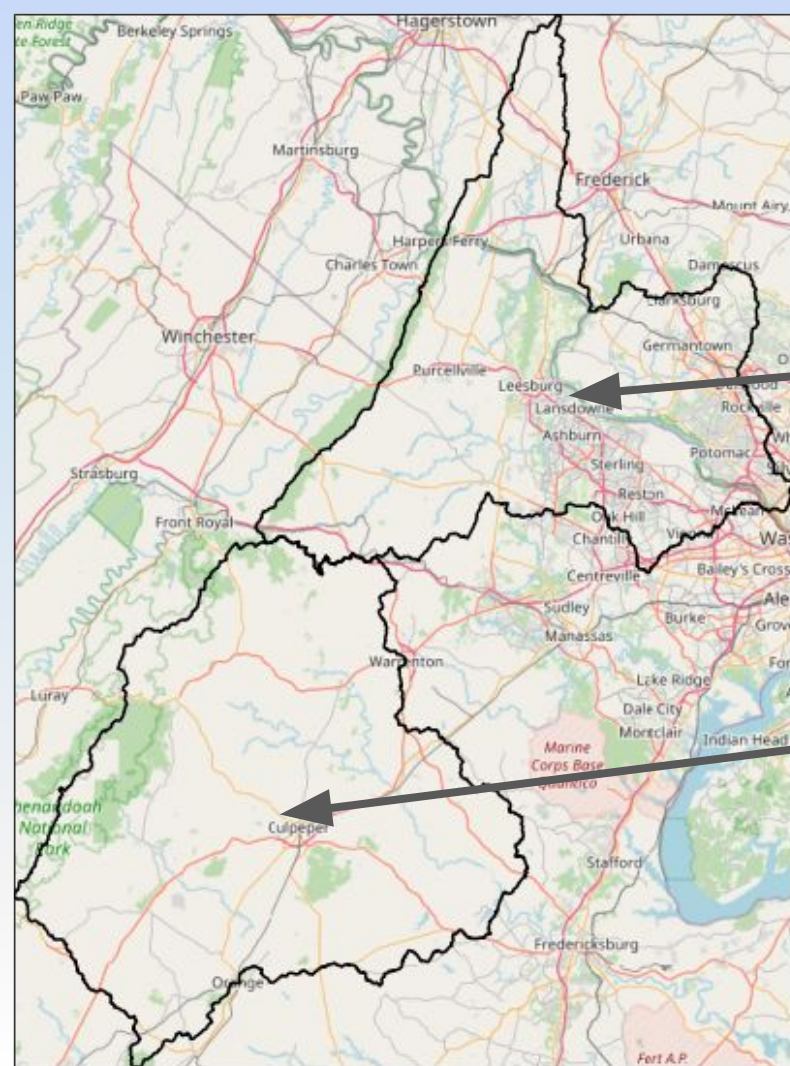 Hagerstown
Berkeley Springs
Paw Paw
Martinsburg
Frederick
Mount Airy
Urbana
Harpers Ferry
Charles Town
Damascus
Clarksburg
Winchester
Germantown
Purcellville
Leesburg
Lansdowne
Rockville
Ashburn
Potomac
Sterling
Strasburg
Reston
McLean
Front Royal
Oak Hill
Chantill
Centreville
Bailey's Cross
Sudley
Burke
Manassas
Warrenton
Lake Ridge
Luray
Dale City
Montclair
Indian Head
Marine
Corps Base
Quantico
Shenandoah
National
Park
Culpeper
Stafford
Fredericksburg
Orange
Fort A.P.